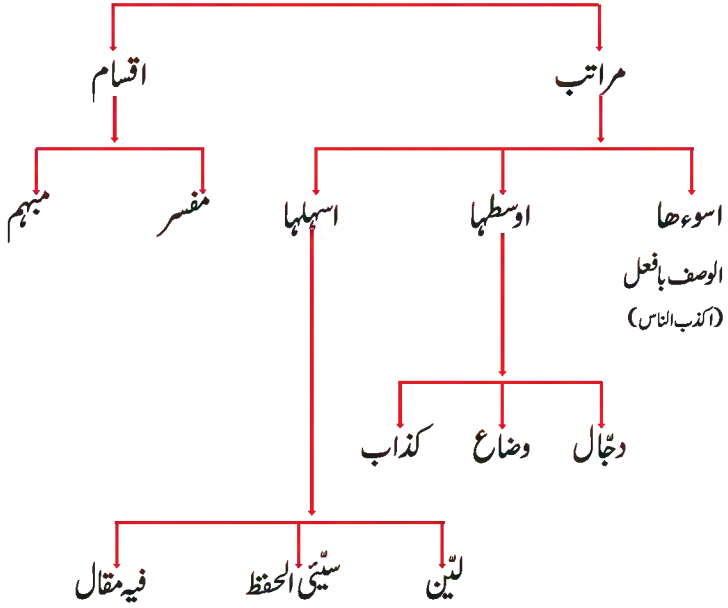 مراتب
اقسام
اسوءھا
اوسطہا
اسہلہا
مفسر
مبہم
الوصف بافعل
(اکذب الناس)
دجّال
وضاع
کذاب
لیّن
سیّئی الحفظ
فیہ مقال